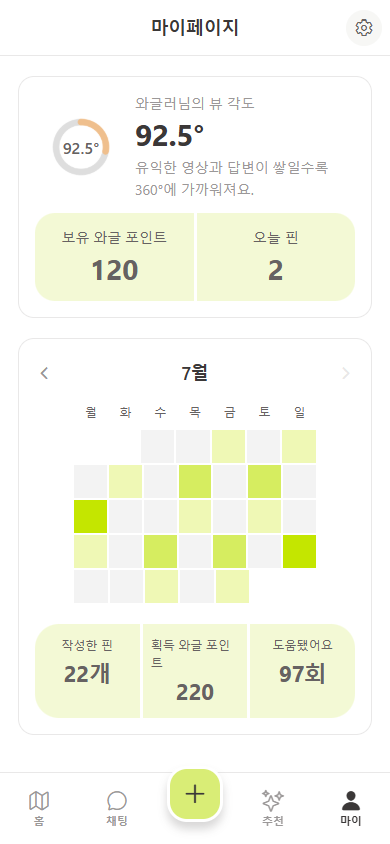 마이페이지
와글러님의 뷰 각도
92.5°
92.5°
유익한 영상과 답변이 쌓일수록
360°에 가까워져요.
보유 와글 포인트
오늘 핀
120
2
7월
월 화 수 목 금 토 일
작성한 핀
22개
획득 와글 포인
트
220
도움됐어요
97회
홈
채팅
추천
마이